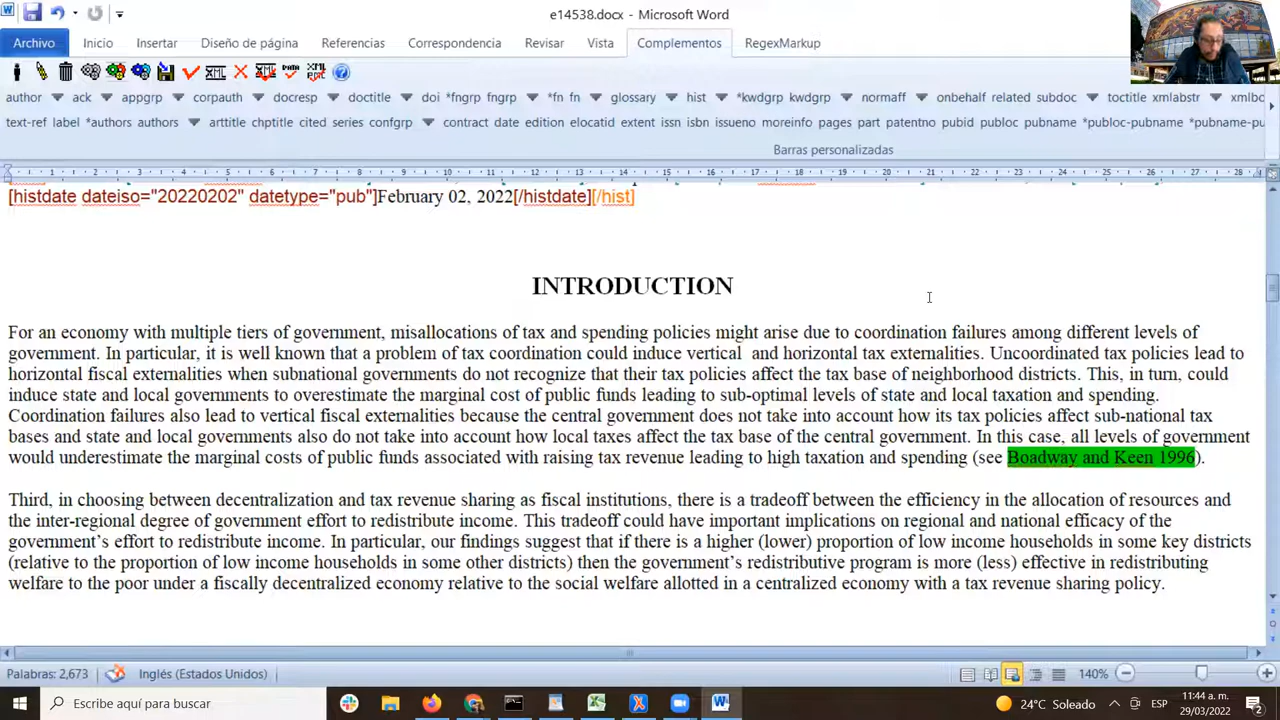 e14538.docx - Microsoft Word
Archivo Inicio Insertar Diseño de página Referencias Correspondencia Revisar Vista Complementos RegexMarkup
author ack appgrp corpauth docresp doctitle doi *fngrp fngrp *fn fn glossary hist *kwdgrp kwdgrp normaff onbehalf related subdoc toctitle xmlabstr
text-ref label *authors authors arttitle chptitle cited series confgrp contract date edition elocatid extent issn isbn issueno moreinfo pages part patentno pubid publoc pubname *publoc-pubname *pubname-pu
Barras personalizadas
[histdate dateiso="20220202" datetype="pub"]February 02, 2022[/histdate][/hist]
INTRODUCTION
For an economy with multiple tiers of government, misallocations of tax and spending policies might arise due to coordination failures among different levels of
government. In particular, it is well known that a problem of tax coordination could induce vertical  and horizontal tax externalities. Uncoordinated tax policies lead to
horizontal fiscal externalities when subnational governments do not recognize that their tax policies affect the tax base of neighborhood districts. This, in turn, could
induce state and local governments to overestimate the marginal cost of public funds leading to sub-optimal levels of state and local taxation and spending.
Coordination failures also lead to vertical fiscal externalities because the central government does not take into account how its tax policies affect sub-national tax
bases and state and local governments also do not take into account how local taxes affect the tax base of the central government. In this case, all levels of government
would underestimate the marginal costs of public funds associated with raising tax revenue leading to high taxation and spending (see Boadway and Keen 1996).
Third, in choosing between decentralization and tax revenue sharing as fiscal institutions, there is a tradeoff between the efficiency in the allocation of resources and
the inter-regional degree of government effort to redistribute income. This tradeoff could have important implications on regional and national efficacy of the
government’s effort to redistribute income. In particular, our findings suggest that if there is a higher (lower) proportion of low income households in some key districts
(relative to the proportion of low income households in some other districts) then the government’s redistributive program is more (less) effective in redistributing
welfare to the poor under a fiscally decentralized economy relative to the social welfare allotted in a centralized economy with a tax revenue sharing policy.
Palabras: 2,673 Inglés (Estados Unidos) 140%
Escribe aquí para buscar 24°C Soleado ESP 11:44 a. m.
29/03/2022 2